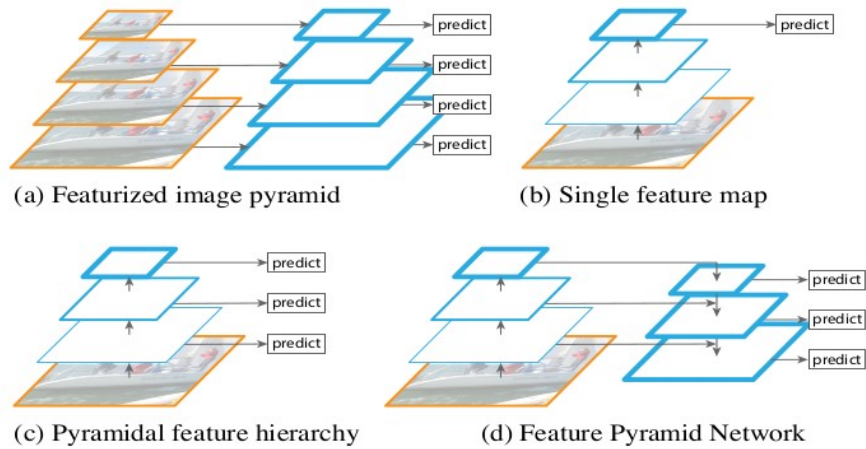 predict
predict
predict
predict
(a) Featurized image pyramid
predict
(b) Single feature map
predict
predict
predict
(c) Pyramidal feature hierarchy
predict
predict
predict
(d) Feature Pyramid Network